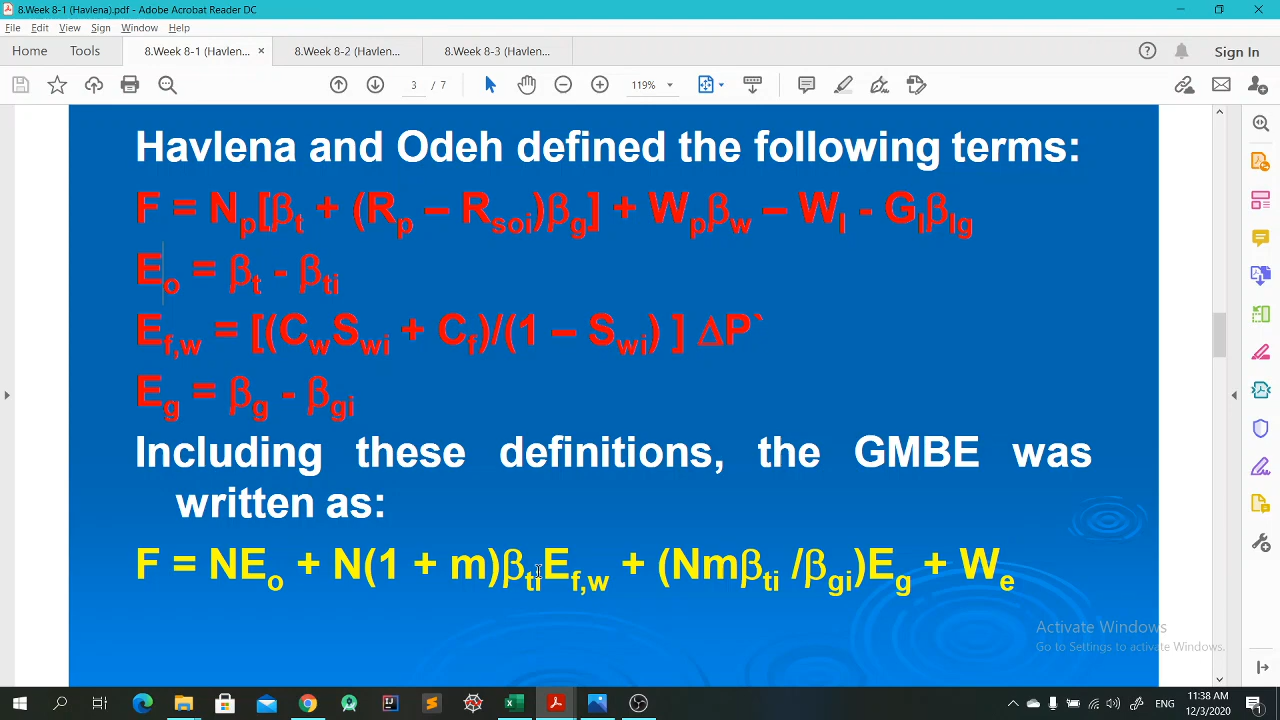 8.Week 8-1 (Havlena).pdf - Adobe Acrobat Reader DC
File Edit View Sign Window Help
Home Tools 8.Week 8-1 (Havlen... × 8.Week 8-2 (Havlen... 8.Week 8-3 (Havlen... Sign In
3 / 7 119%
Havlena and Odeh defined the following terms:
F = Np[βt + (Rp – Rsoi)βg] + Wpβw – WI - GIβIg
Eo = βt - βti
Ef,w = [(CwSwi + Cf)/(1 – Swi) ] ΔP`
Eg = βg - βgi
Including these definitions, the GMBE was
written as:
F = NEo + N(1 + m)βtiEf,w + (Nmβti /βgi)Eg + We
Activate Windows
Go to Settings to activate Windows.
ENG 11:38 AM
12/3/2020